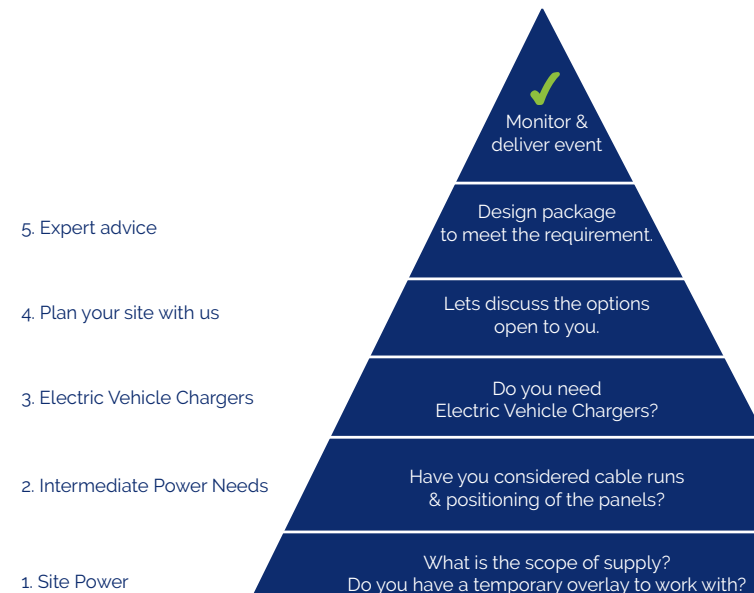 Monitor &
deliver event
5. Expert advice
Design package
to meet the requirement.
4. Plan your site with us
Lets discuss the options
open to you.
3. Electric Vehicle Chargers
Do you need
Electric Vehicle Chargers?
2. Intermediate Power Needs
Have you considered cable runs
& positioning of the panels?
1. Site Power
What is the scope of supply?
Do you have a temporary overlay to work with?